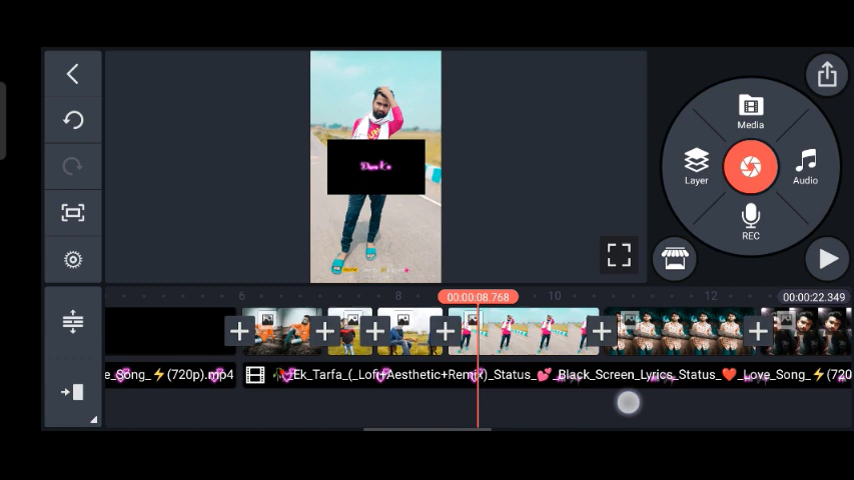 Media
Layer
Audio
REC
6
8
00:00:08.768
10
12
00:00:22.349
e_Song_⚡(720p).mp4
🥀Ek_Tarfa_(_Lofi+Aesthetic+Remix)_Status_💕_Black_Screen_Lyrics_Status_❤️_Love_Song_⚡(720